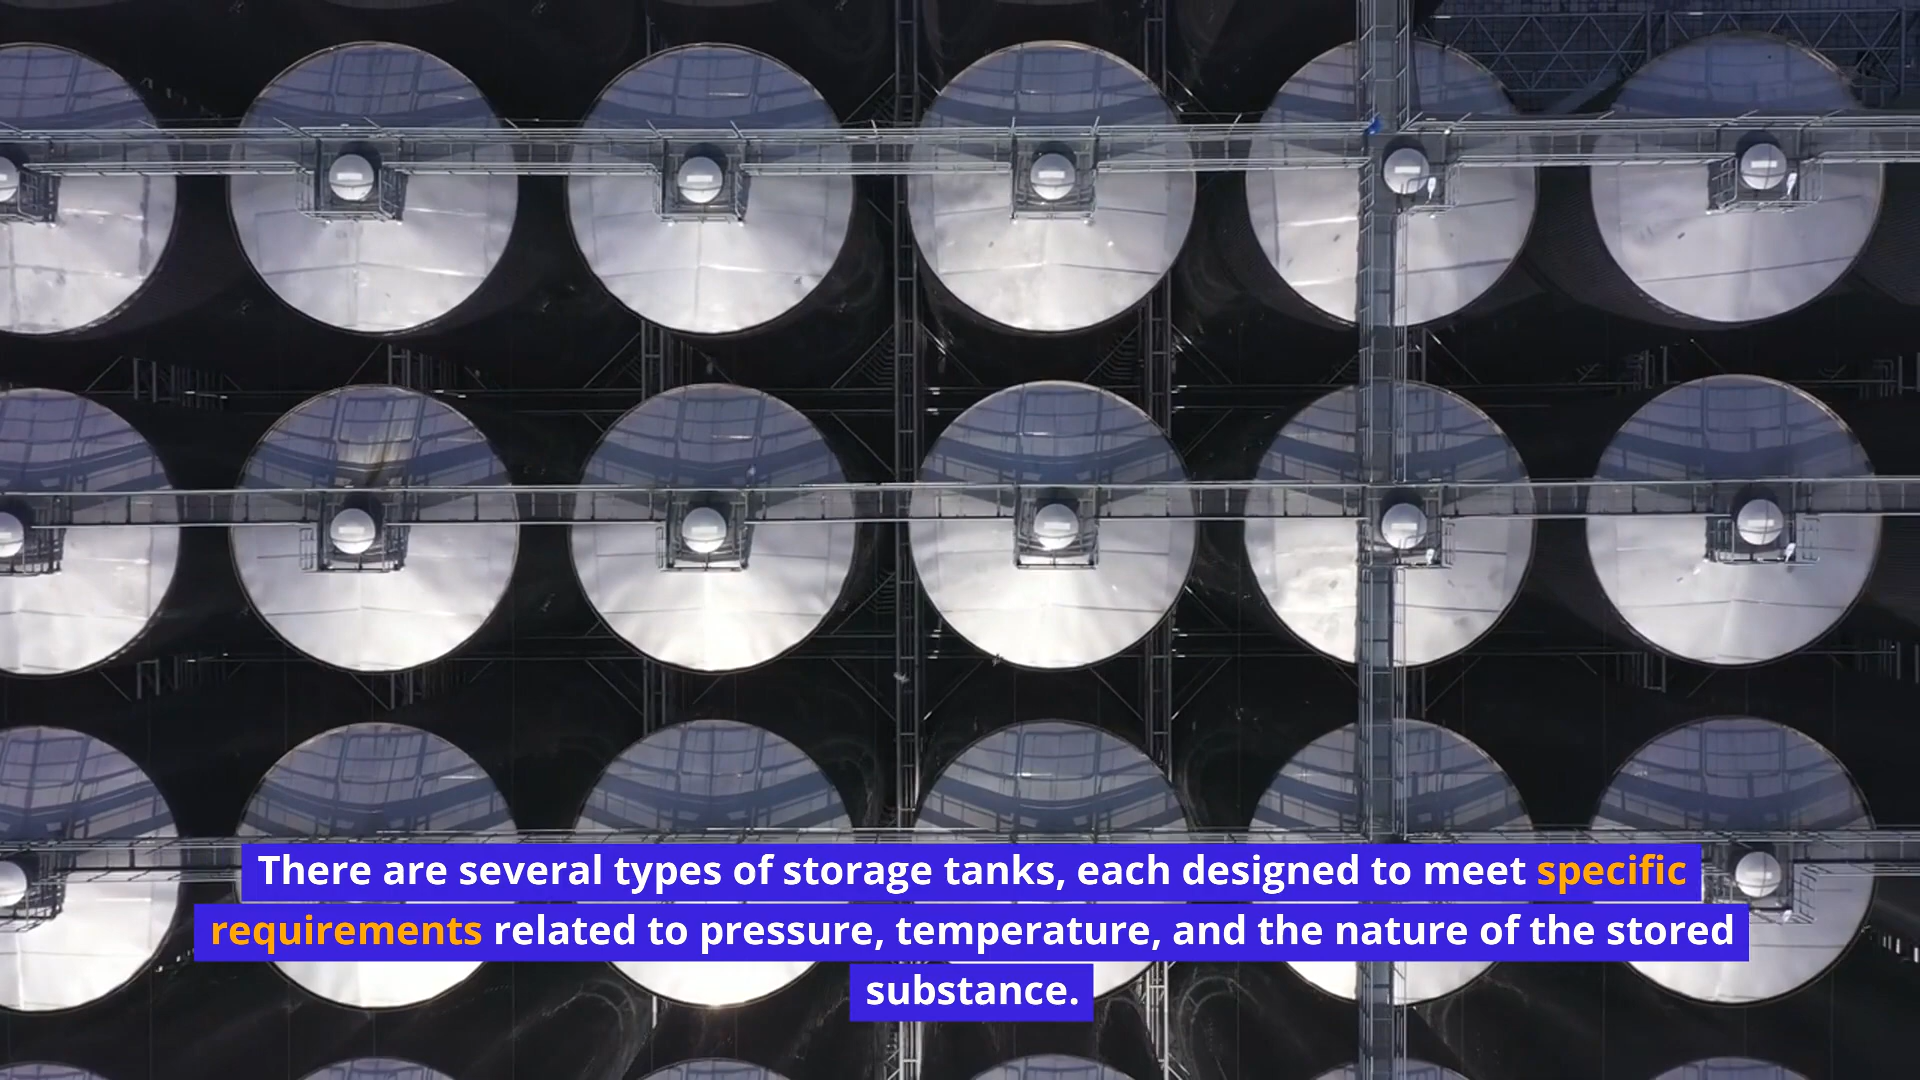 There are several types of storage tanks, each designed to meet specific
requirements related to pressure, temperature, and the nature of the stored
substance.